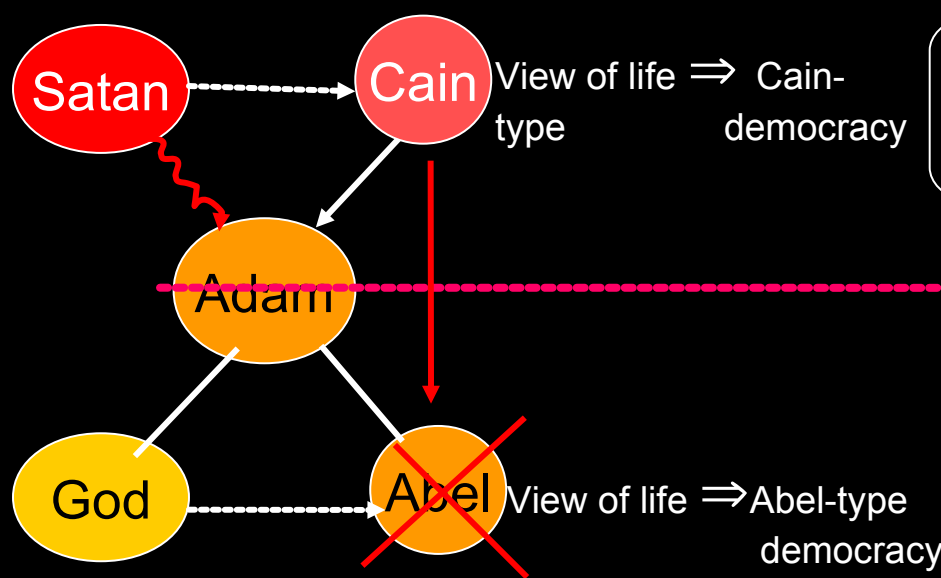 Satan
Cain
View of life ⇒ Cain-
type democracy
Adam
God
Abel
View of life ⇒Abel-type
democracy